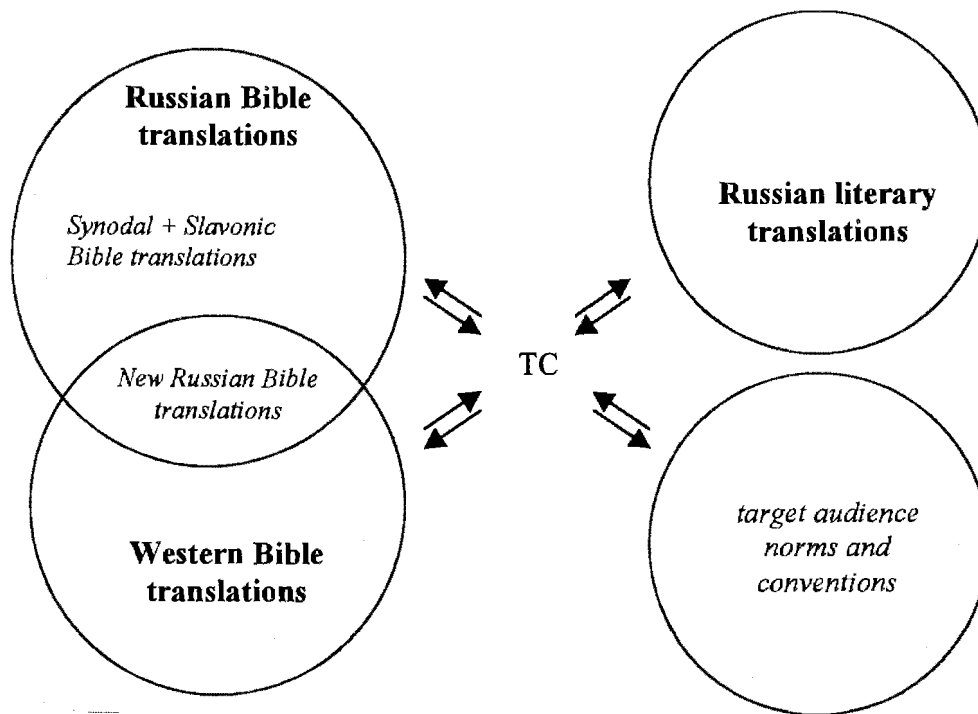 Russian Bible
translations
Synodal + Slavonic
Bible translations
New Russian Bible
translations
Western Bible
translations
TC
Russian literary
translations
target audience
norms and
conventions